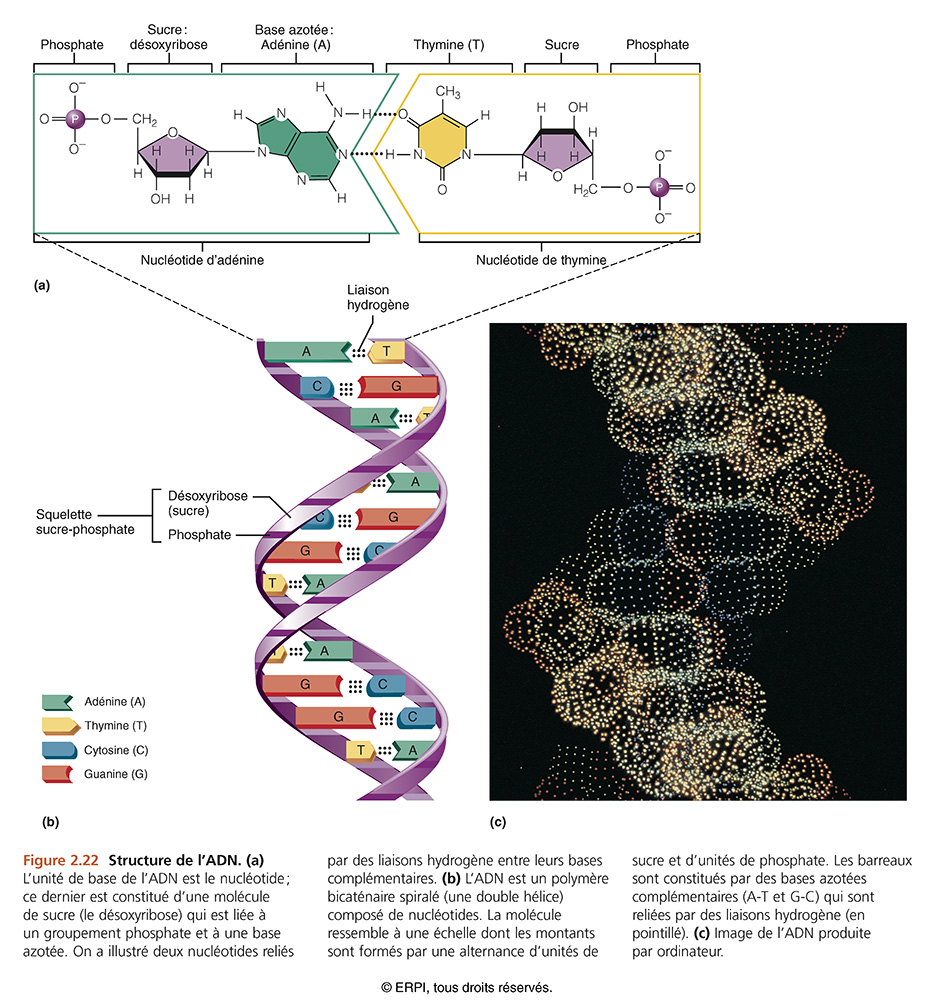 Phosphate
Sucre :
désoxyribose
Base azotée :
Adénine (A)
Thymine (T)
Sucre
Phosphate
O⁻
O
P
O
CH₂
O⁻
O
H
H
H
H
OH
H
H
N
N
N
N
H
H
N
H
H
O
CH₃
H
H
N
N
O
H
OH
H
H
H
H
O
H₂C
O
P
O
O⁻
O⁻
Nucléotide d'adénine
Nucléotide de thymine
(a)
Liaison
hydrogène
A
T
C
G
A
T
A
C
G
G
C
T
A
T
A
G
C
G
C
T
A
Squelette
sucre-phosphate
Désoxyribose
(sucre)
Phosphate
Adénine (A)
Thymine (T)
Cytosine (C)
Guanine (G)
(b)
(c)
Figure 2.22 Structure de l'ADN. (a)
L'unité de base de l'ADN est le nucléotide ;
ce dernier est constitué d'une molécule
de sucre (le désoxyribose) qui est liée à
un groupement phosphate et à une base
azotée. On a illustré deux nucléotides reliés
par des liaisons hydrogène entre leurs bases
complémentaires. (b) L'ADN est un polymère
bicaténaire spiralé (une double hélice)
composé de nucléotides. La molécule
ressemble à une échelle dont les montants
sont formés par une alternance d'unités de
sucre et d'unités de phosphate. Les barreaux
sont constitués par des bases azotées
complémentaires (A-T et G-C) qui sont
reliées par des liaisons hydrogène (en
pointillé). (c) Image de l'ADN produite
par ordinateur.
© ERPI, tous droits réservés.